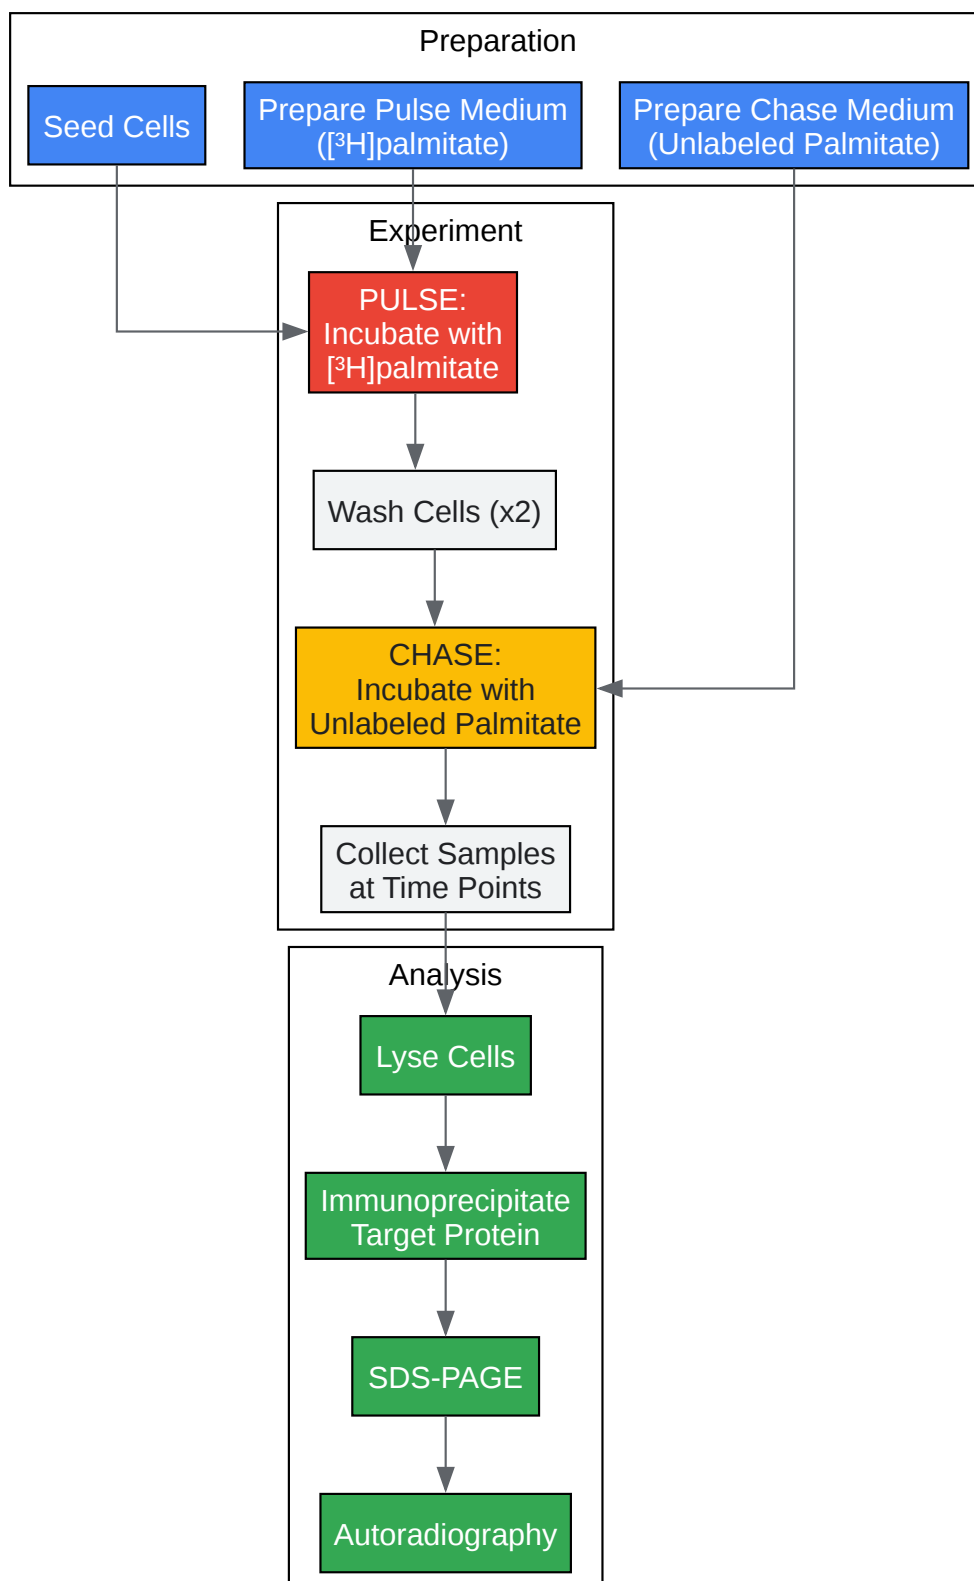 Preparation
Seed Cells
Prepare Pulse Medium
([³H]palmitate)
Prepare Chase Medium
(Unlabeled Palmitate)
Experiment
PULSE:
Incubate with
[³H]palmitate
Wash Cells (x2)
CHASE:
Incubate with
Unlabeled Palmitate
Collect Samples
at Time Points
Analysis
Lyse Cells
Immunoprecipitate
Target Protein
SDS-PAGE
Autoradiography